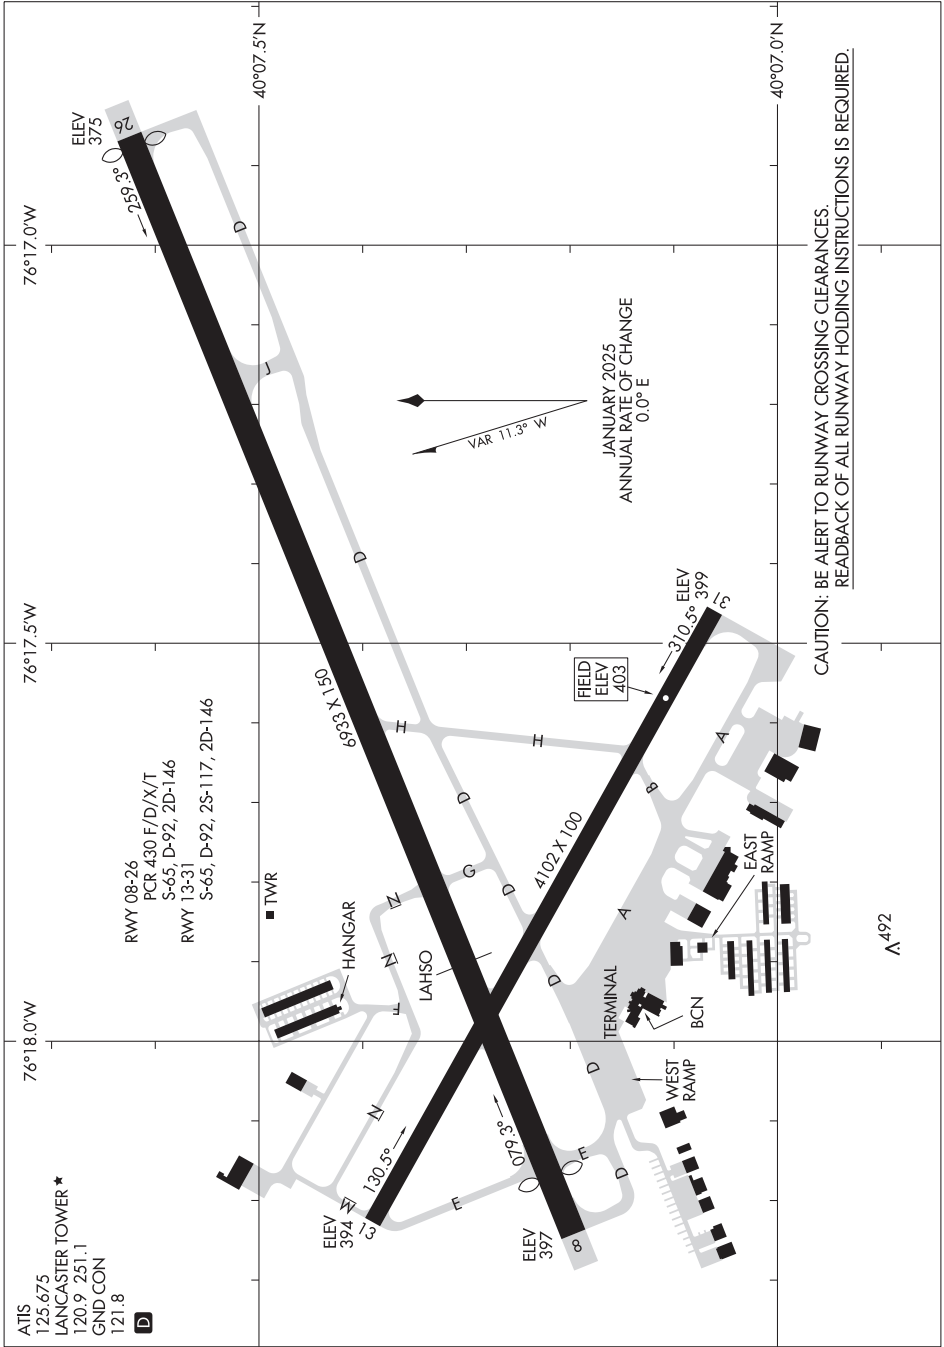 ATIS
125.675
LANCASTER TOWER★
120.9 251.1
GND CON
121.8
D
76°18.0'W
76°17.5'W
76°17.0'W
40°07.5'N
40°07.0'N
RWY 08-26
PCR 430 F/D/X/T
S-65, D-92, 2D-146
RWY 13-31
S-65, D-92, 2S-117, 2D-146
TWR
HANGAR
LAHSO
ELEV
375
26
259.3°
D
J
6933 X 150
D
VAR 11.3° W
JANUARY 2025
ANNUAL RATE OF CHANGE
0.0° E
H
H
D
G
D
N
N
F
N
M
ELEV
394
13
130.5°
E
079.3°
E
ELEV
397
8
D
D
D
4102 X 100
FIELD
ELEV
403
310.5°
ELEV
399
31
B
A
A
TERMINAL
BCN
WEST
RAMP
EAST
RAMP
492
CAUTION: BE ALERT TO RUNWAY CROSSING CLEARANCES.
READBACK OF ALL RUNWAY HOLDING INSTRUCTIONS IS REQUIRED.